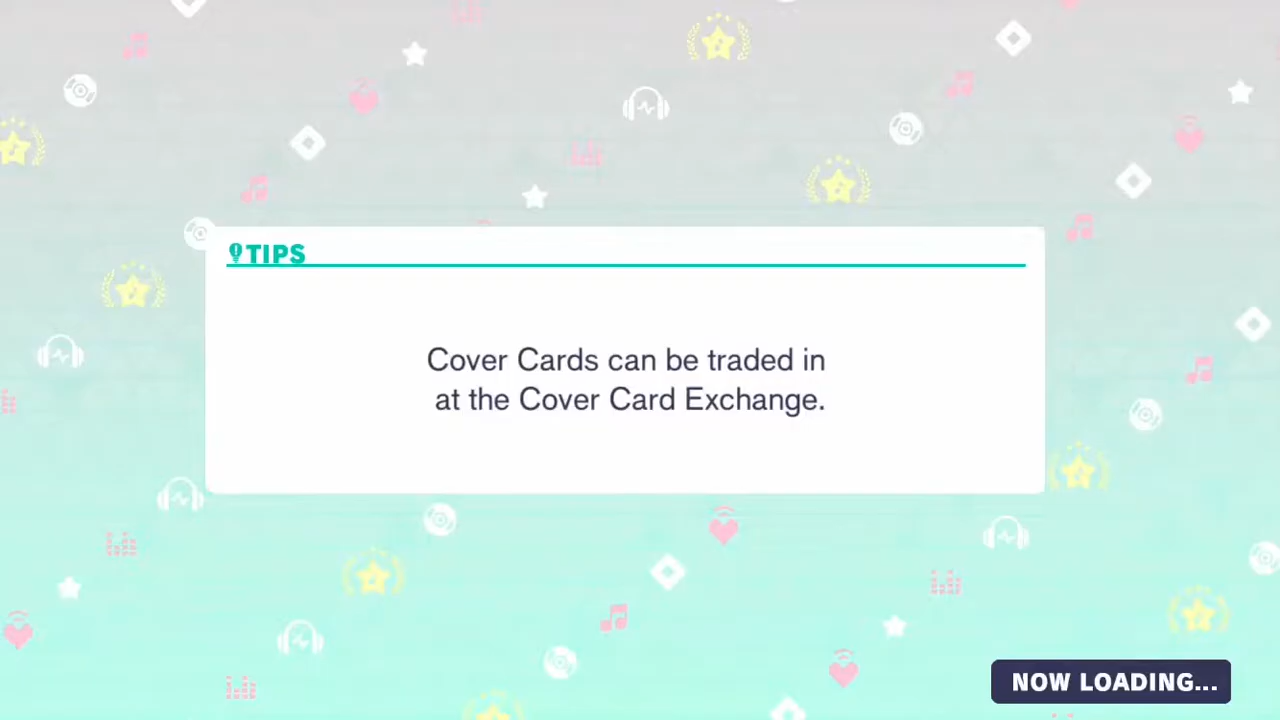 TIPS
Cover Cards can be traded in
at the Cover Card Exchange.
NOW LOADING...